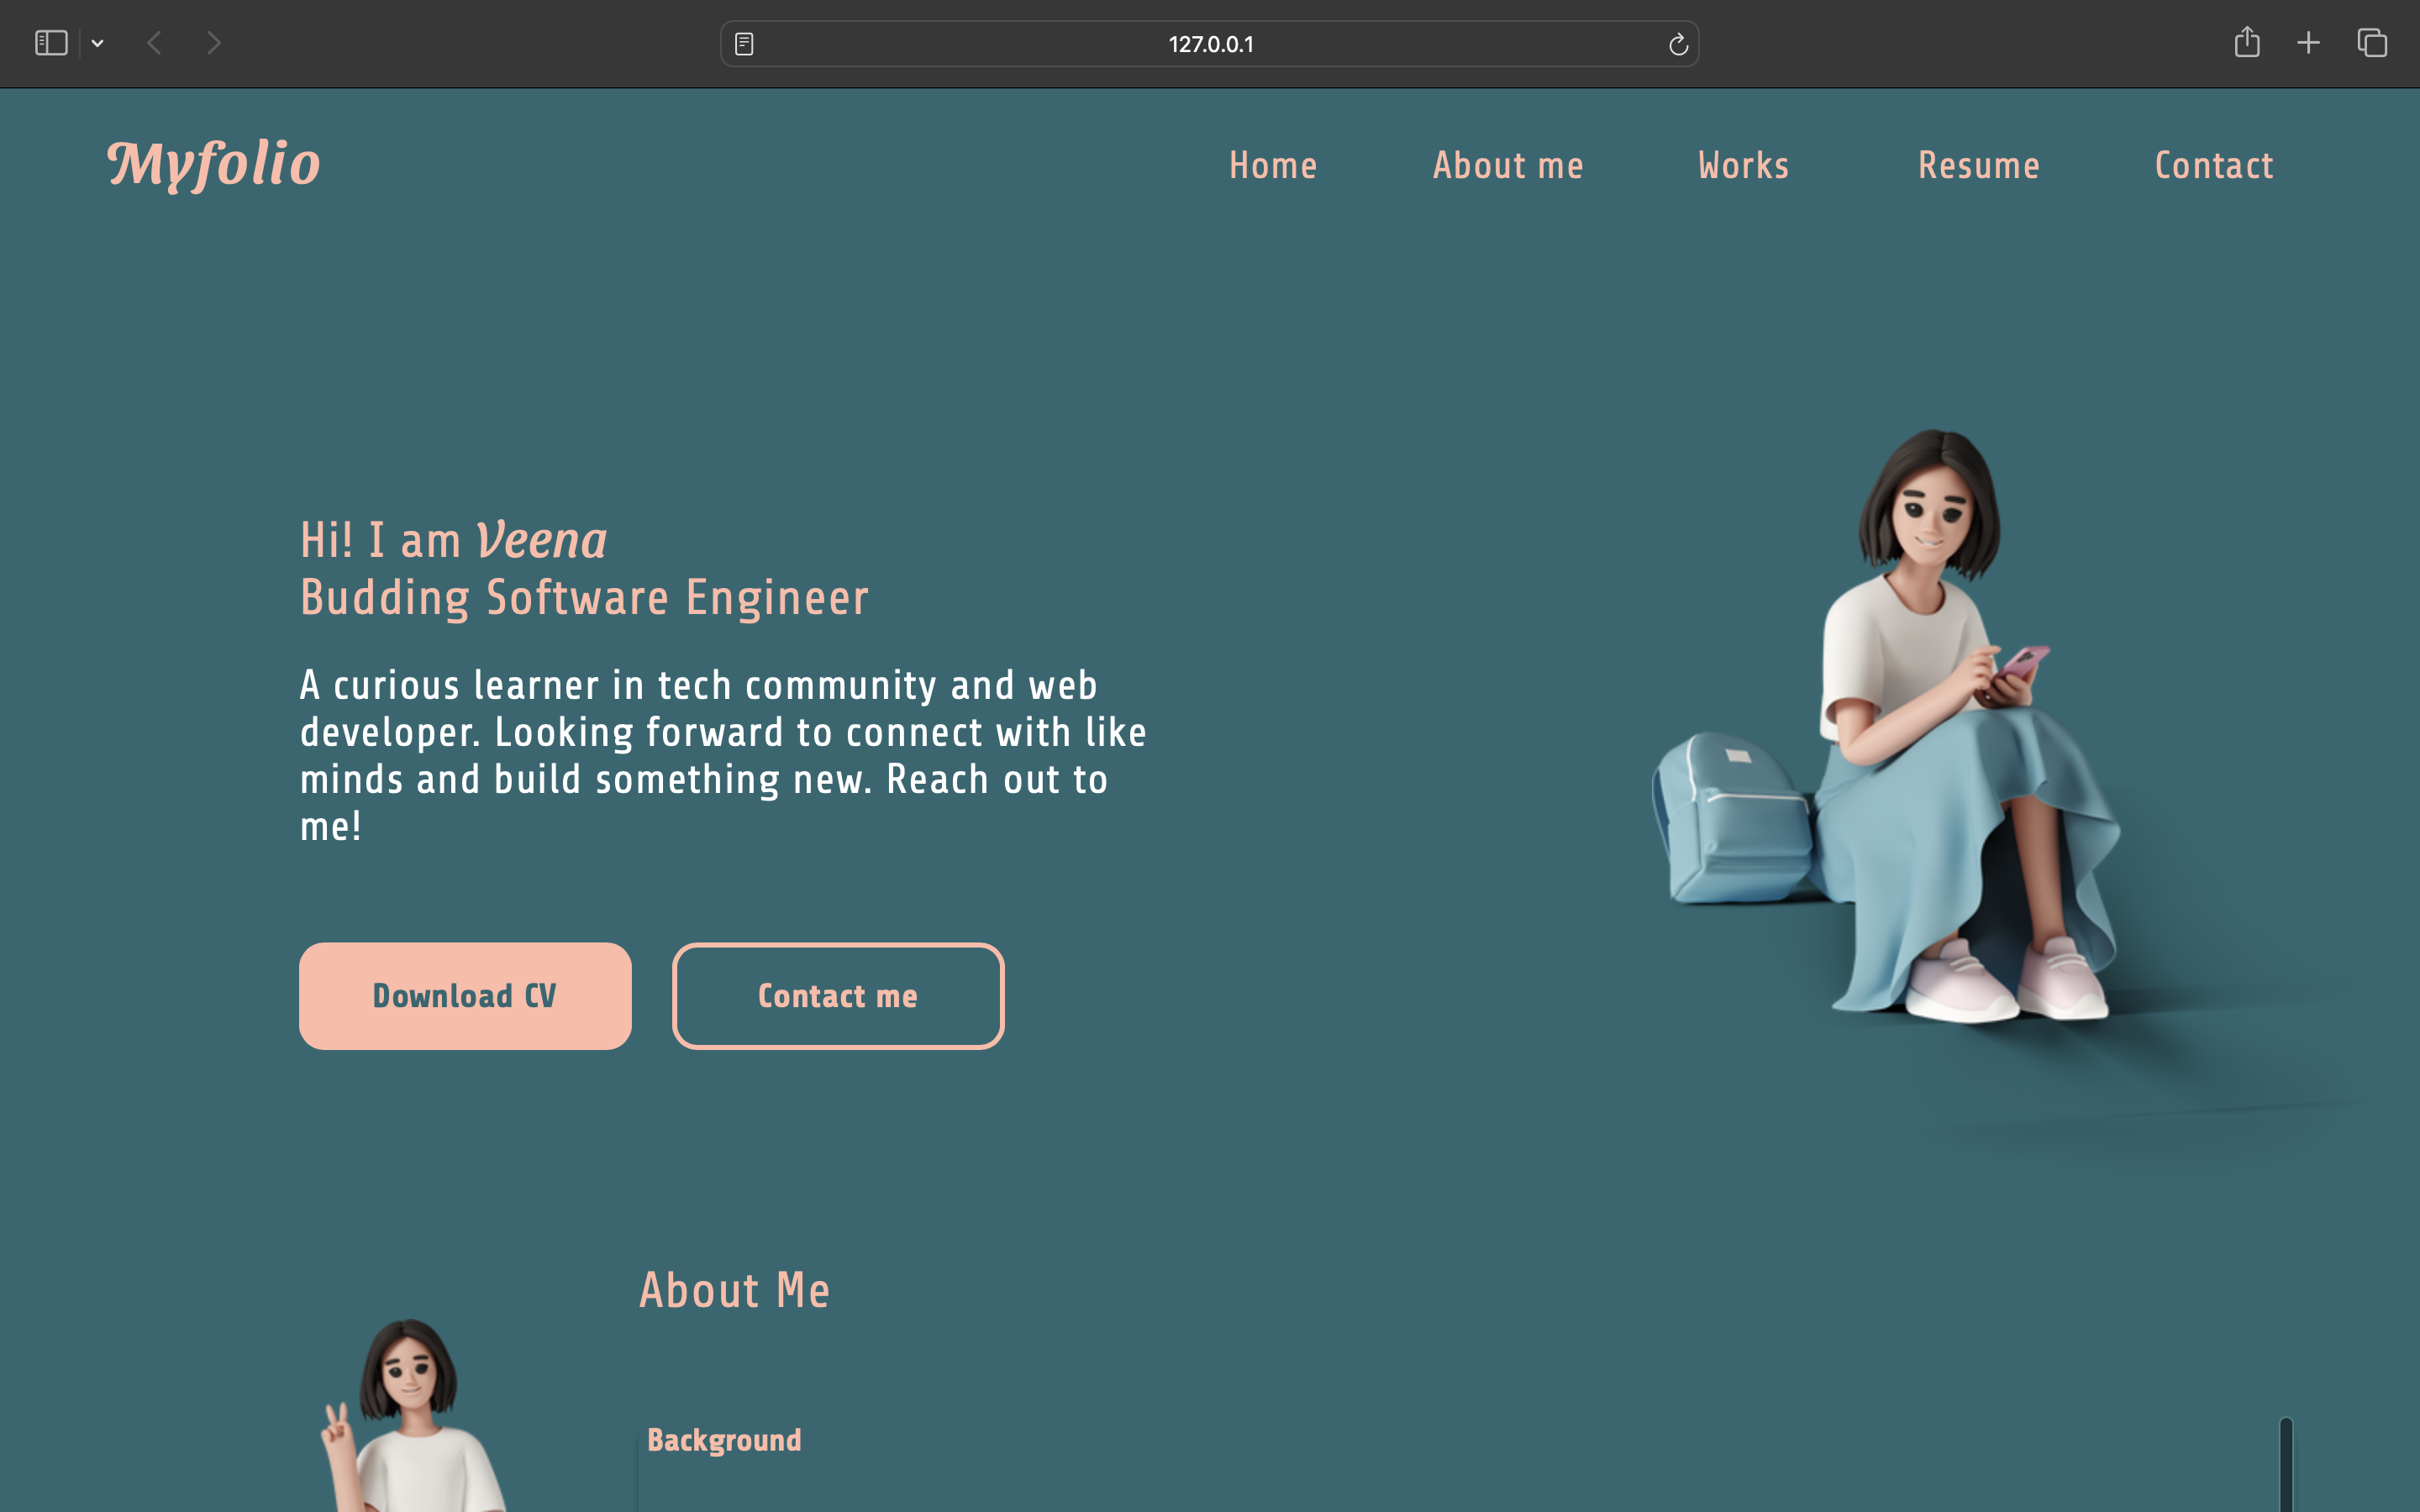 127.0.0.1
Myfolio
Home About me Works Resume Contact
Hi! I am Veena
Budding Software Engineer
A curious learner in tech community and web
developer. Looking forward to connect with like
minds and build something new. Reach out to
me!
Download CV Contact me
About Me
Background